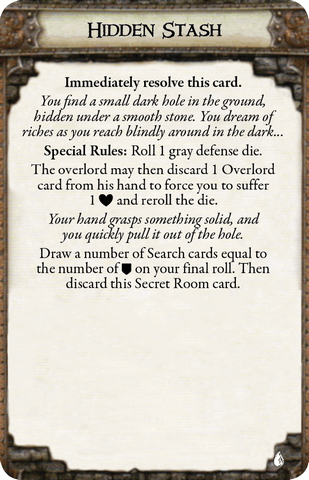 Hidden Stash
Immediately resolve this card.
You find a small dark hole in the ground,
hidden under a smooth stone. You dream of
riches as you reach blindly around in the dark...
Special Rules: Roll 1 gray defense die.
The overlord may then discard 1 Overlord
card from his hand to force you to suffer
1 ♥ and reroll the die.
Your hand grasps something solid, and
you quickly pull it out of the hole.
Draw a number of Search cards equal to
the number of on your final roll. Then
discard this Secret Room card.